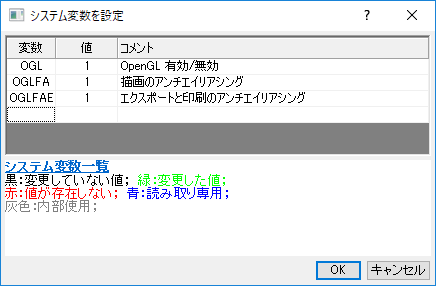 システム変数を設定
変数 値 コメント
OGL 1 OpenGL 有効/無効
OGLFA 1 描画のアンチエイリアシング
OGLFAE 1 エクスポートと印刷のアンチエイリアシング
システム変数一覧
黒:変更していない値; 緑:変更した値;
赤:値が存在しない; 青:読み取り専用;
灰色:内部使用;
OK キャンセル